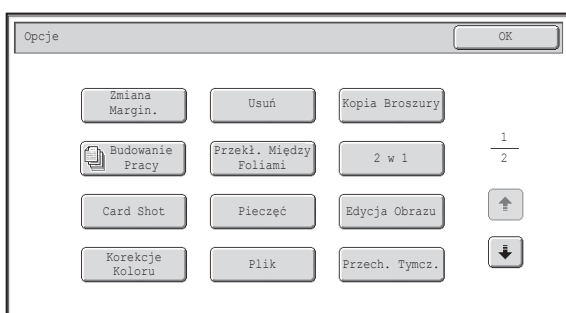 Opcje
OK
Zmiana
Margin.
Usuń
Kopia Broszury
Budowanie
Pracy
Przekł. Między
Foliami
2 w 1
1
2
Card Shot
Pieczęć
Edycja Obrazu
Korekcje
Koloru
Plik
Przech. Tymcz.